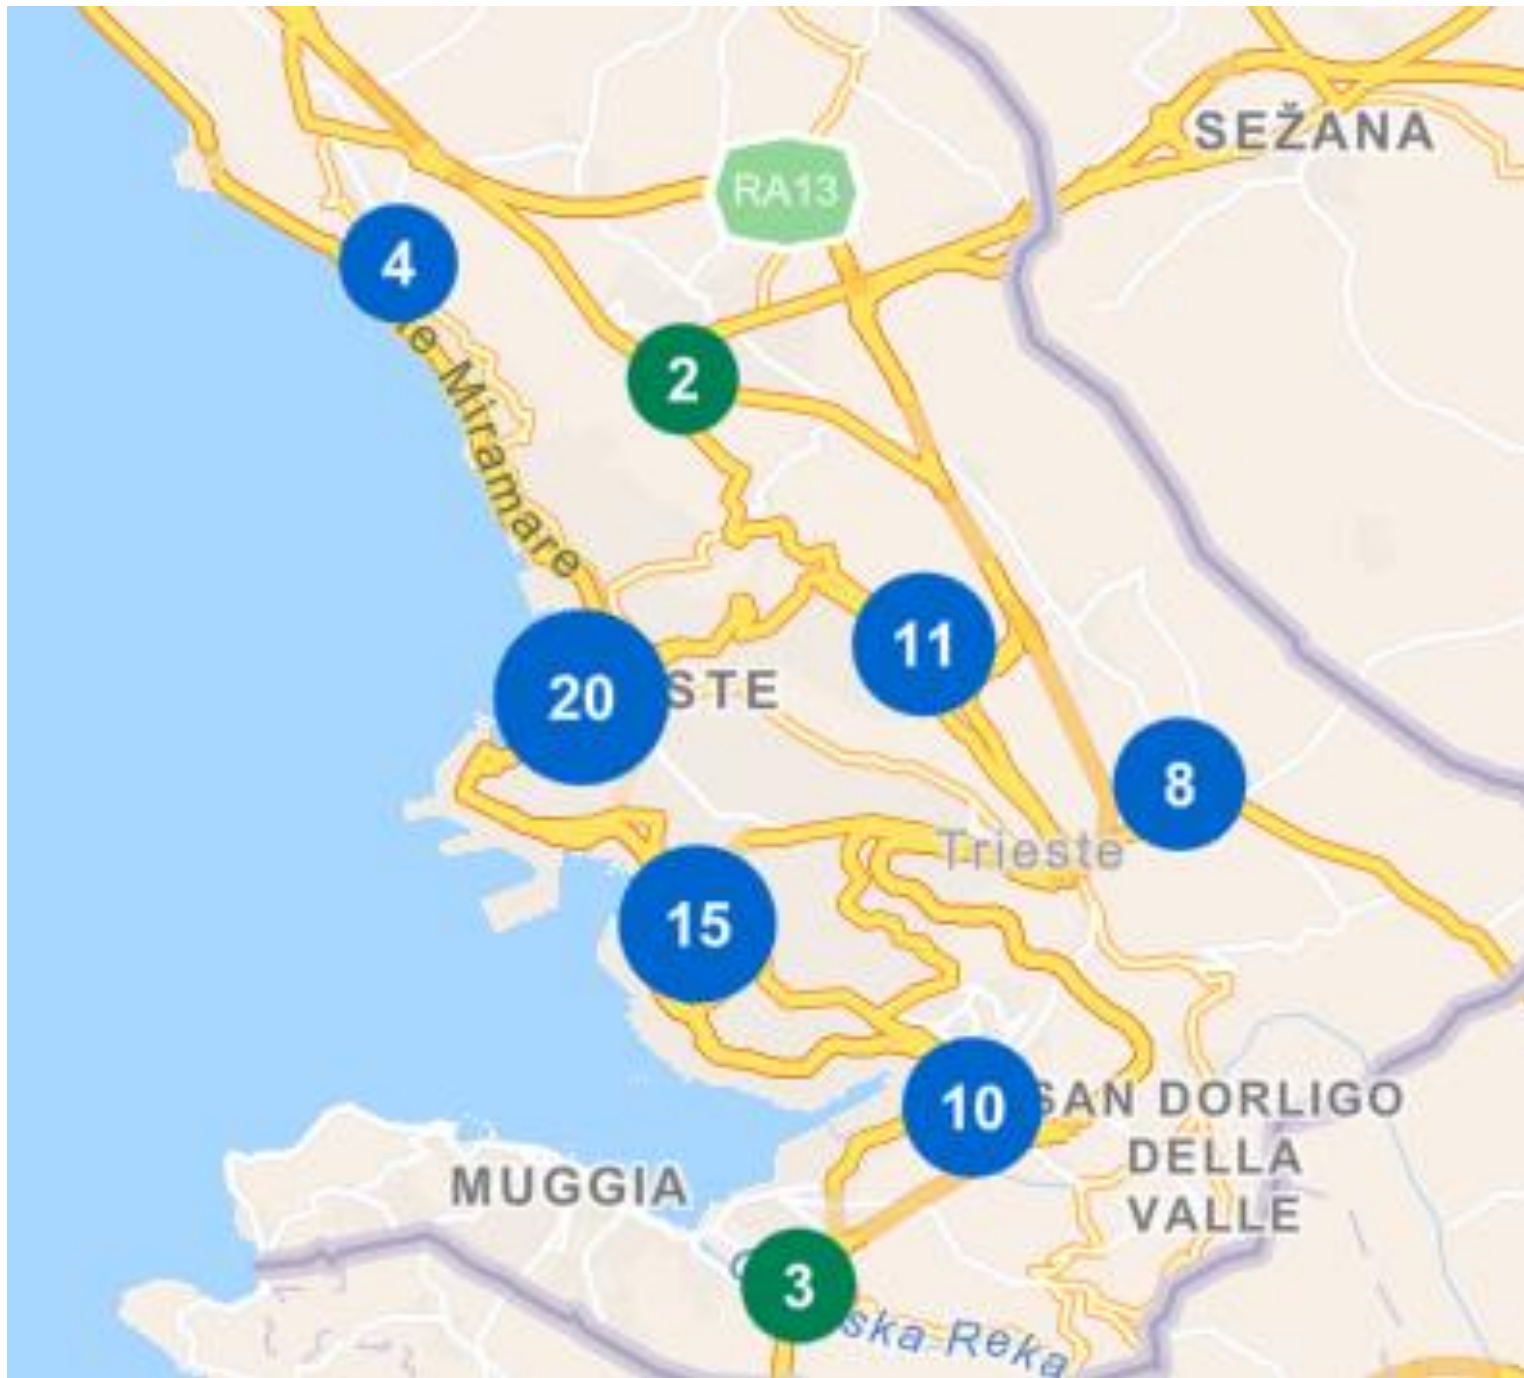 SEŽANA
RA13
4
te Miramare
2
11
20
STE
8
Trieste
15
10
SAN DORLIGO
DELLA
VALLE
MUGGIA
3
ska Reka